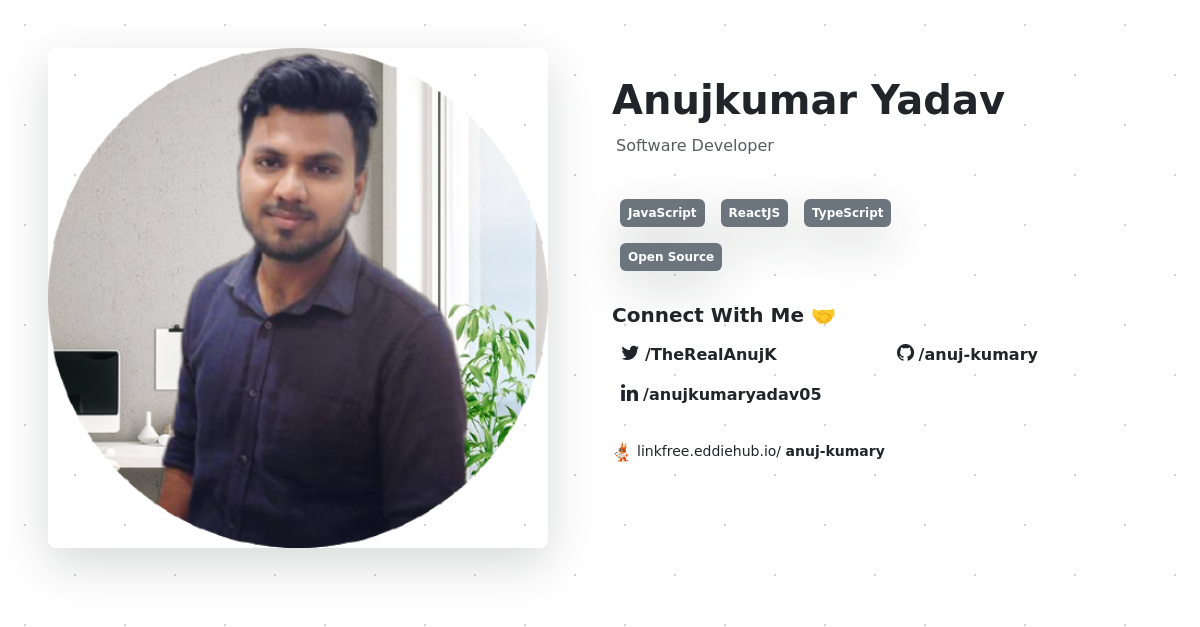 Anujkumar Yadav
Software Developer
JavaScript ReactJS TypeScript
Open Source
Connect With Me 🤝
/TheRealAnujK /anuj-kumary
/anujkumaryadav05
linkfree.eddiehub.io/ anuj-kumary